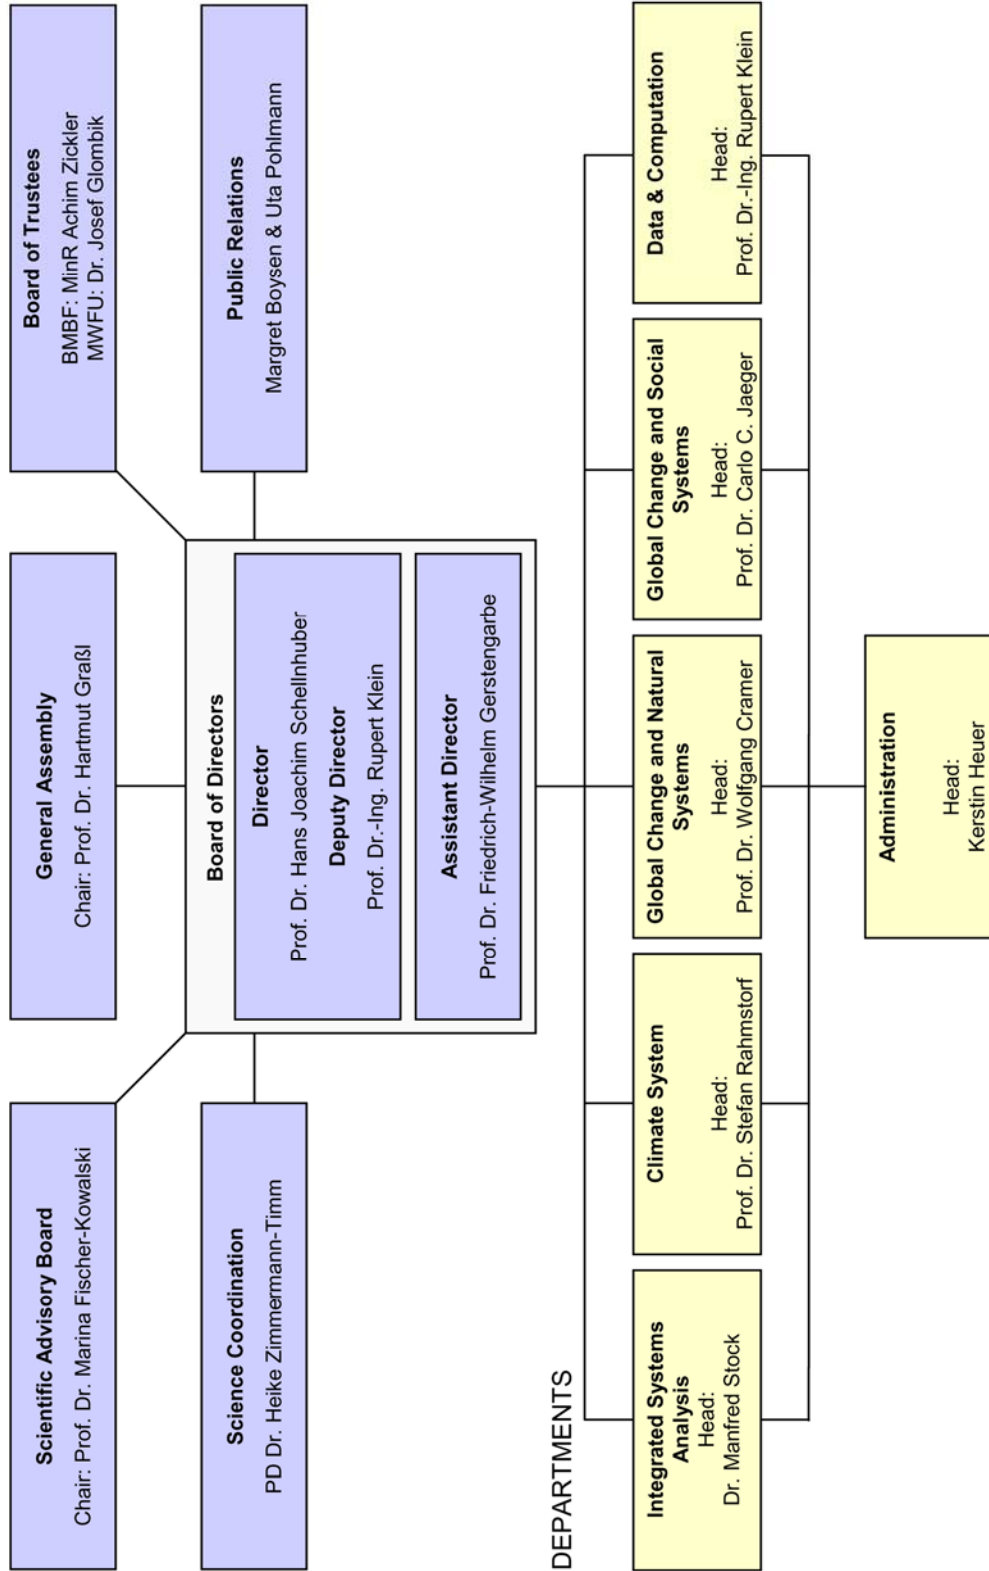 Scientific Advisory Board
Chair: Prof. Dr. Marina Fischer-Kowalski
General Assembly
Chair: Prof. Dr. Hartmut Graßl
Board of Trustees
BMBF: MinR Achim Zickler
MWFU: Dr. Josef Glombik
Science Coordination
PD Dr. Heike Zimmermann-Timm
Board of Directors
Director
Prof. Dr. Hans Joachim Schellnhuber
Deputy Director
Prof. Dr.-Ing. Rupert Klein
Assistant Director
Prof. Dr. Friedrich-Wilhelm Gerstengarbe
Public Relations
Margret Boysen & Uta Pohlmann
DEPARTMENTS
Integrated Systems
Analysis
Head:
Dr. Manfred Stock
Climate System
Head:
Prof. Dr. Stefan Rahmstorf
Global Change and Natural
Systems
Head:
Prof. Dr. Wolfgang Cramer
Global Change and Social
Systems
Head:
Prof. Dr. Carlo C. Jaeger
Data & Computation
Head:
Prof. Dr.-Ing. Rupert Klein
Administration
Head:
Kerstin Heuer